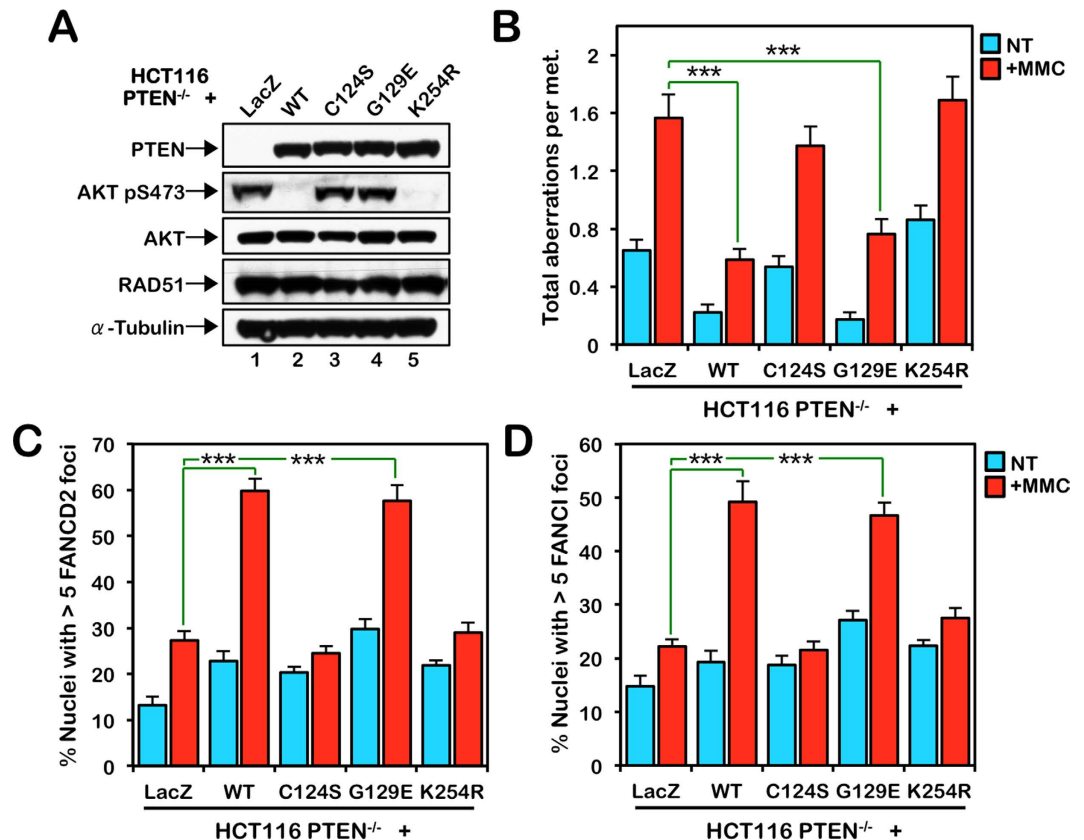 A
HCT116
PTEN-/- +
LacZ
WT
C124S
G129E
K254R
PTEN
AKT pS473
AKT
RAD51
α-Tubulin
1 2 3 4 5
B
Total aberrations per met.
2
1.6
1.2
0.8
0.4
0
***
***
NT
+MMC
LacZ WT C124S G129E K254R
HCT116 PTEN-/- +
C
% Nuclei with > 5 FANCD2 foci
70
60
50
40
30
20
10
0
*** ***
LacZ WT C124S G129E K254R
HCT116 PTEN-/- +
D
% Nuclei with > 5 FANCI foci
60
50
40
30
20
10
0
*** ***
NT
+MMC
LacZ WT C124S G129E K254R
HCT116 PTEN-/- +